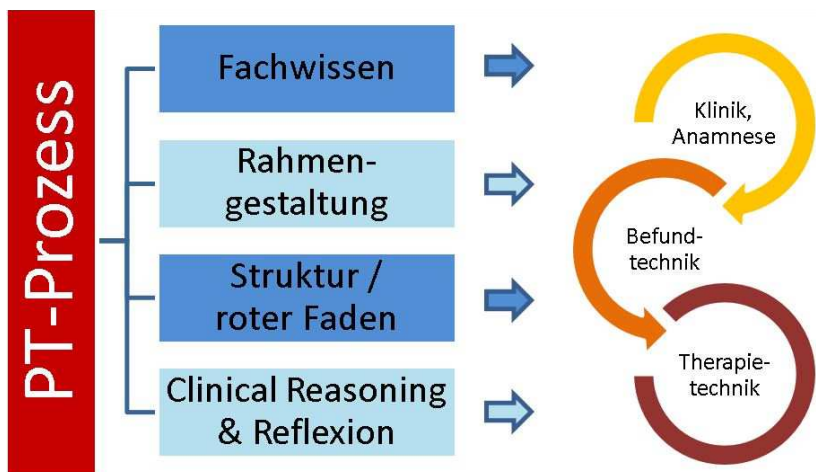 PT-Prozess
Fachwissen
Rahmen-
gestaltung
Struktur /
roter Faden
Clinical Reasoning
& Reflexion
Klinik,
Anamnese
Befund-
technik
Therapie-
technik